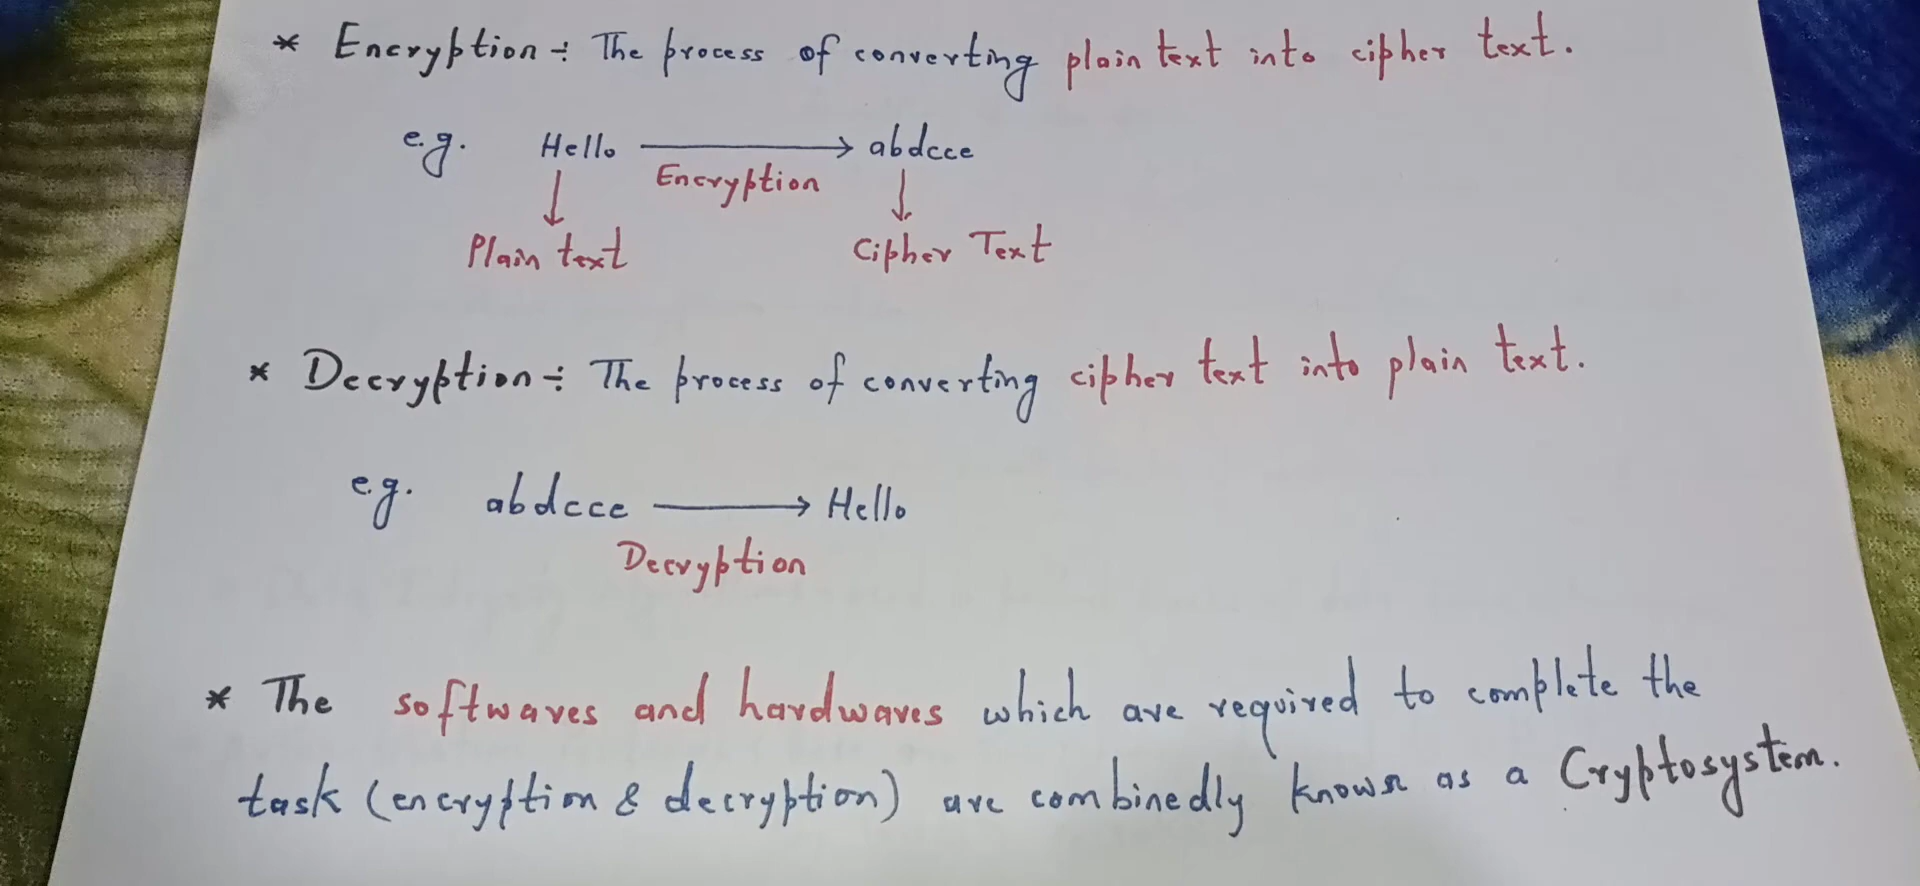 * Encryption ÷ The process of converting plain text into cipher text.
e.g. Hello → abdcce
Encryption
Plain text Cipher Text
* Decryption ÷ The process of converting cipher text into plain text.
e.g. abdcce → Hello
Decryption
* The softwares and hardwares which are required to complete the
task (encryption & decryption) are combinedly known as a Cryptosystem.